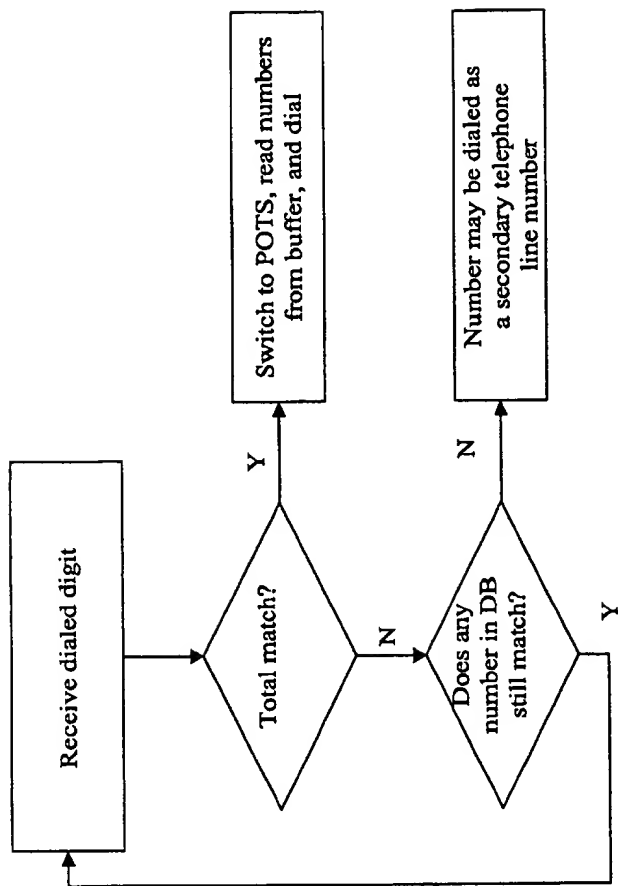 Receive dialed digit
Total match?
Y
Switch to POTS, read numbers
from buffer, and dial
N
Does any
number in DB
still match?
N
Number may be dialed as
a secondary telephone
line number
Y